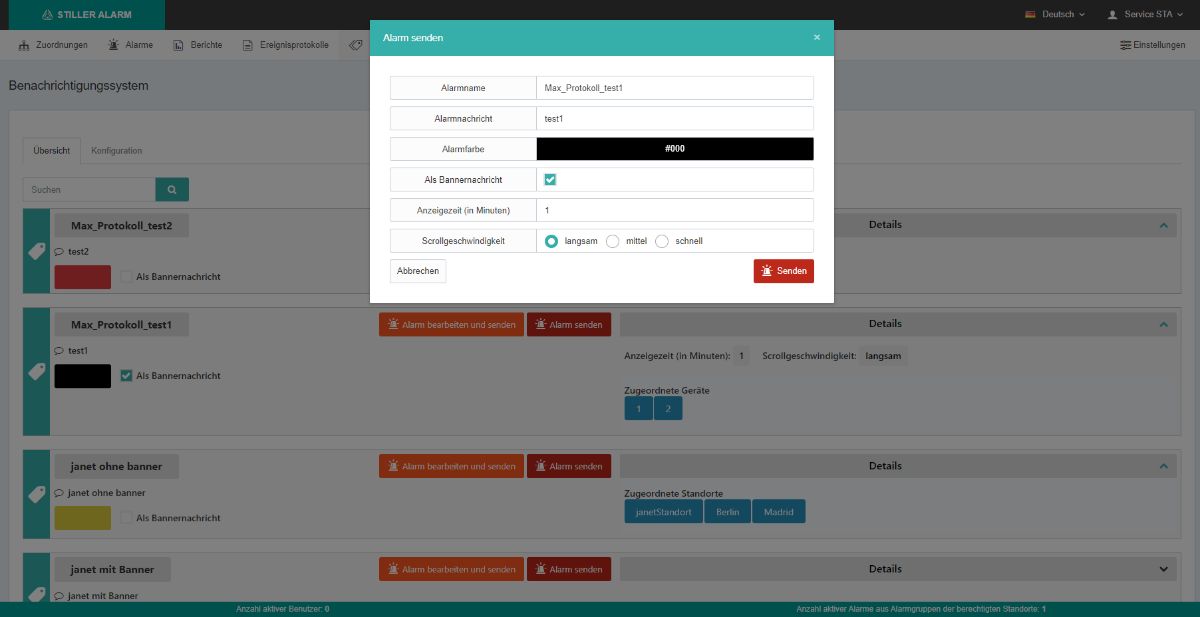 STILLER ALARM
Deutsch
Service STA
Zuordnungen
Alarme
Berichte
Ereignisprotokolle
Einstellungen
Alarm senden
×
Alarmname
Max_Protokoll_test1
Alarmnachricht
test1
Alarmfarbe
#000
Als Bannernachricht
Anzeigezeit (in Minuten)
1
Scrollgeschwindigkeit
langsam mittel schnell
Abbrechen
Senden
Benachrichtigungssystem
Übersicht
Konfiguration
Suchen
Max_Protokoll_test2
Details
test2
Als Bannernachricht
Max_Protokoll_test1
Alarm bearbeiten und senden
Alarm senden
Details
test1
Anzeigezeit (in Minuten): 1 Scrollgeschwindigkeit: langsam
Als Bannernachricht
Zugeordnete Geräte
1 2
janet ohne banner
Alarm bearbeiten und senden
Alarm senden
Details
janet ohne banner
Zugeordnete Standorte
Als Bannernachricht
janetStandort Berlin Madrid
janet mit Banner
Alarm bearbeiten und senden
Alarm senden
Details
janet mit Banner
Anzahl aktiver Benutzer: 0
Anzahl aktiver Alarme aus Alarmgruppen der berechtigten Standorte: 1